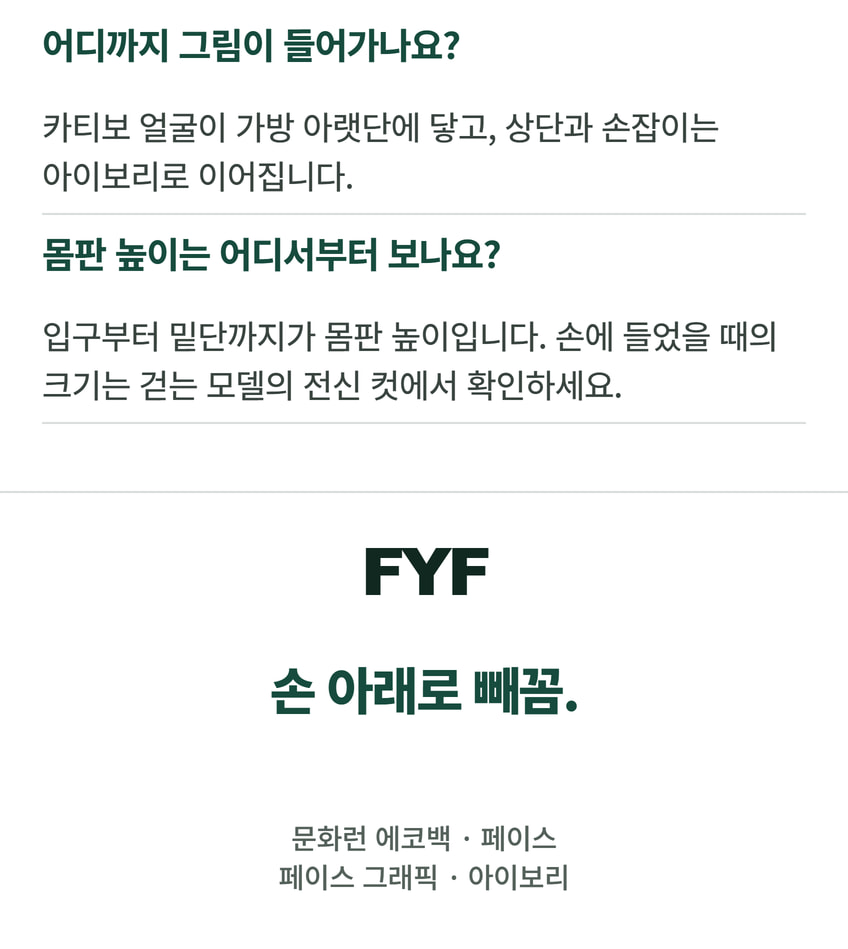 어디까지 그림이 들어가나요?
카티보 얼굴이 가방 아랫단에 닿고, 상단과 손잡이는
아이보리로 이어집니다.
몸판 높이는 어디서부터 보나요?
입구부터 밑단까지가 몸판 높이입니다. 손에 들었을 때의
크기는 걷는 모델의 전신 컷에서 확인하세요.
FYF
손 아래로 빼꼼.
문화런 에코백 · 페이스
페이스 그래픽 · 아이보리